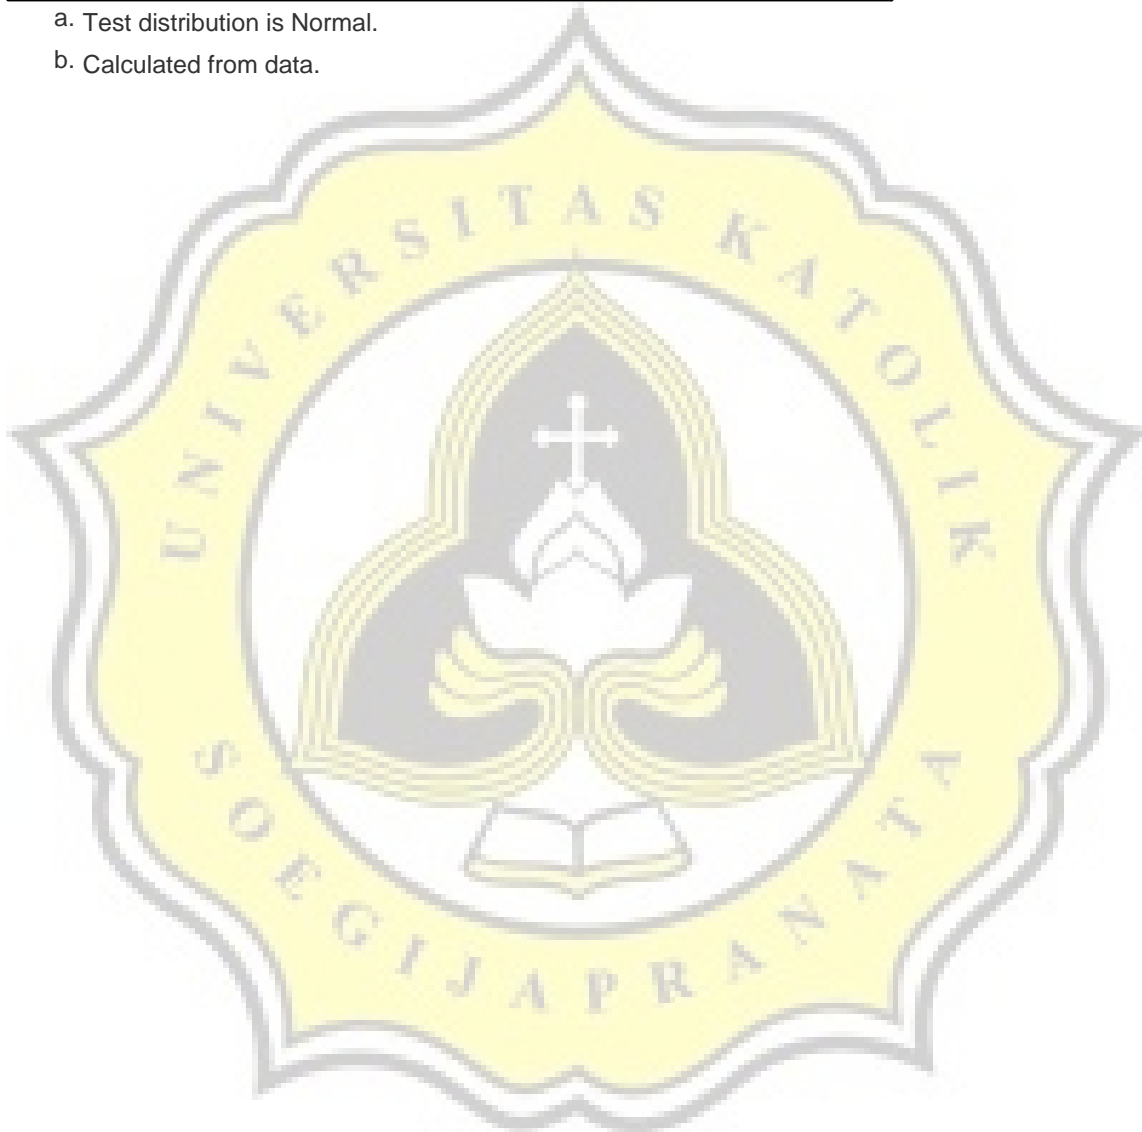 a. Test distribution is Normal.
b. Calculated from data.
UNIVERSITAS KATOLIK
SOEGIJAPRANATA